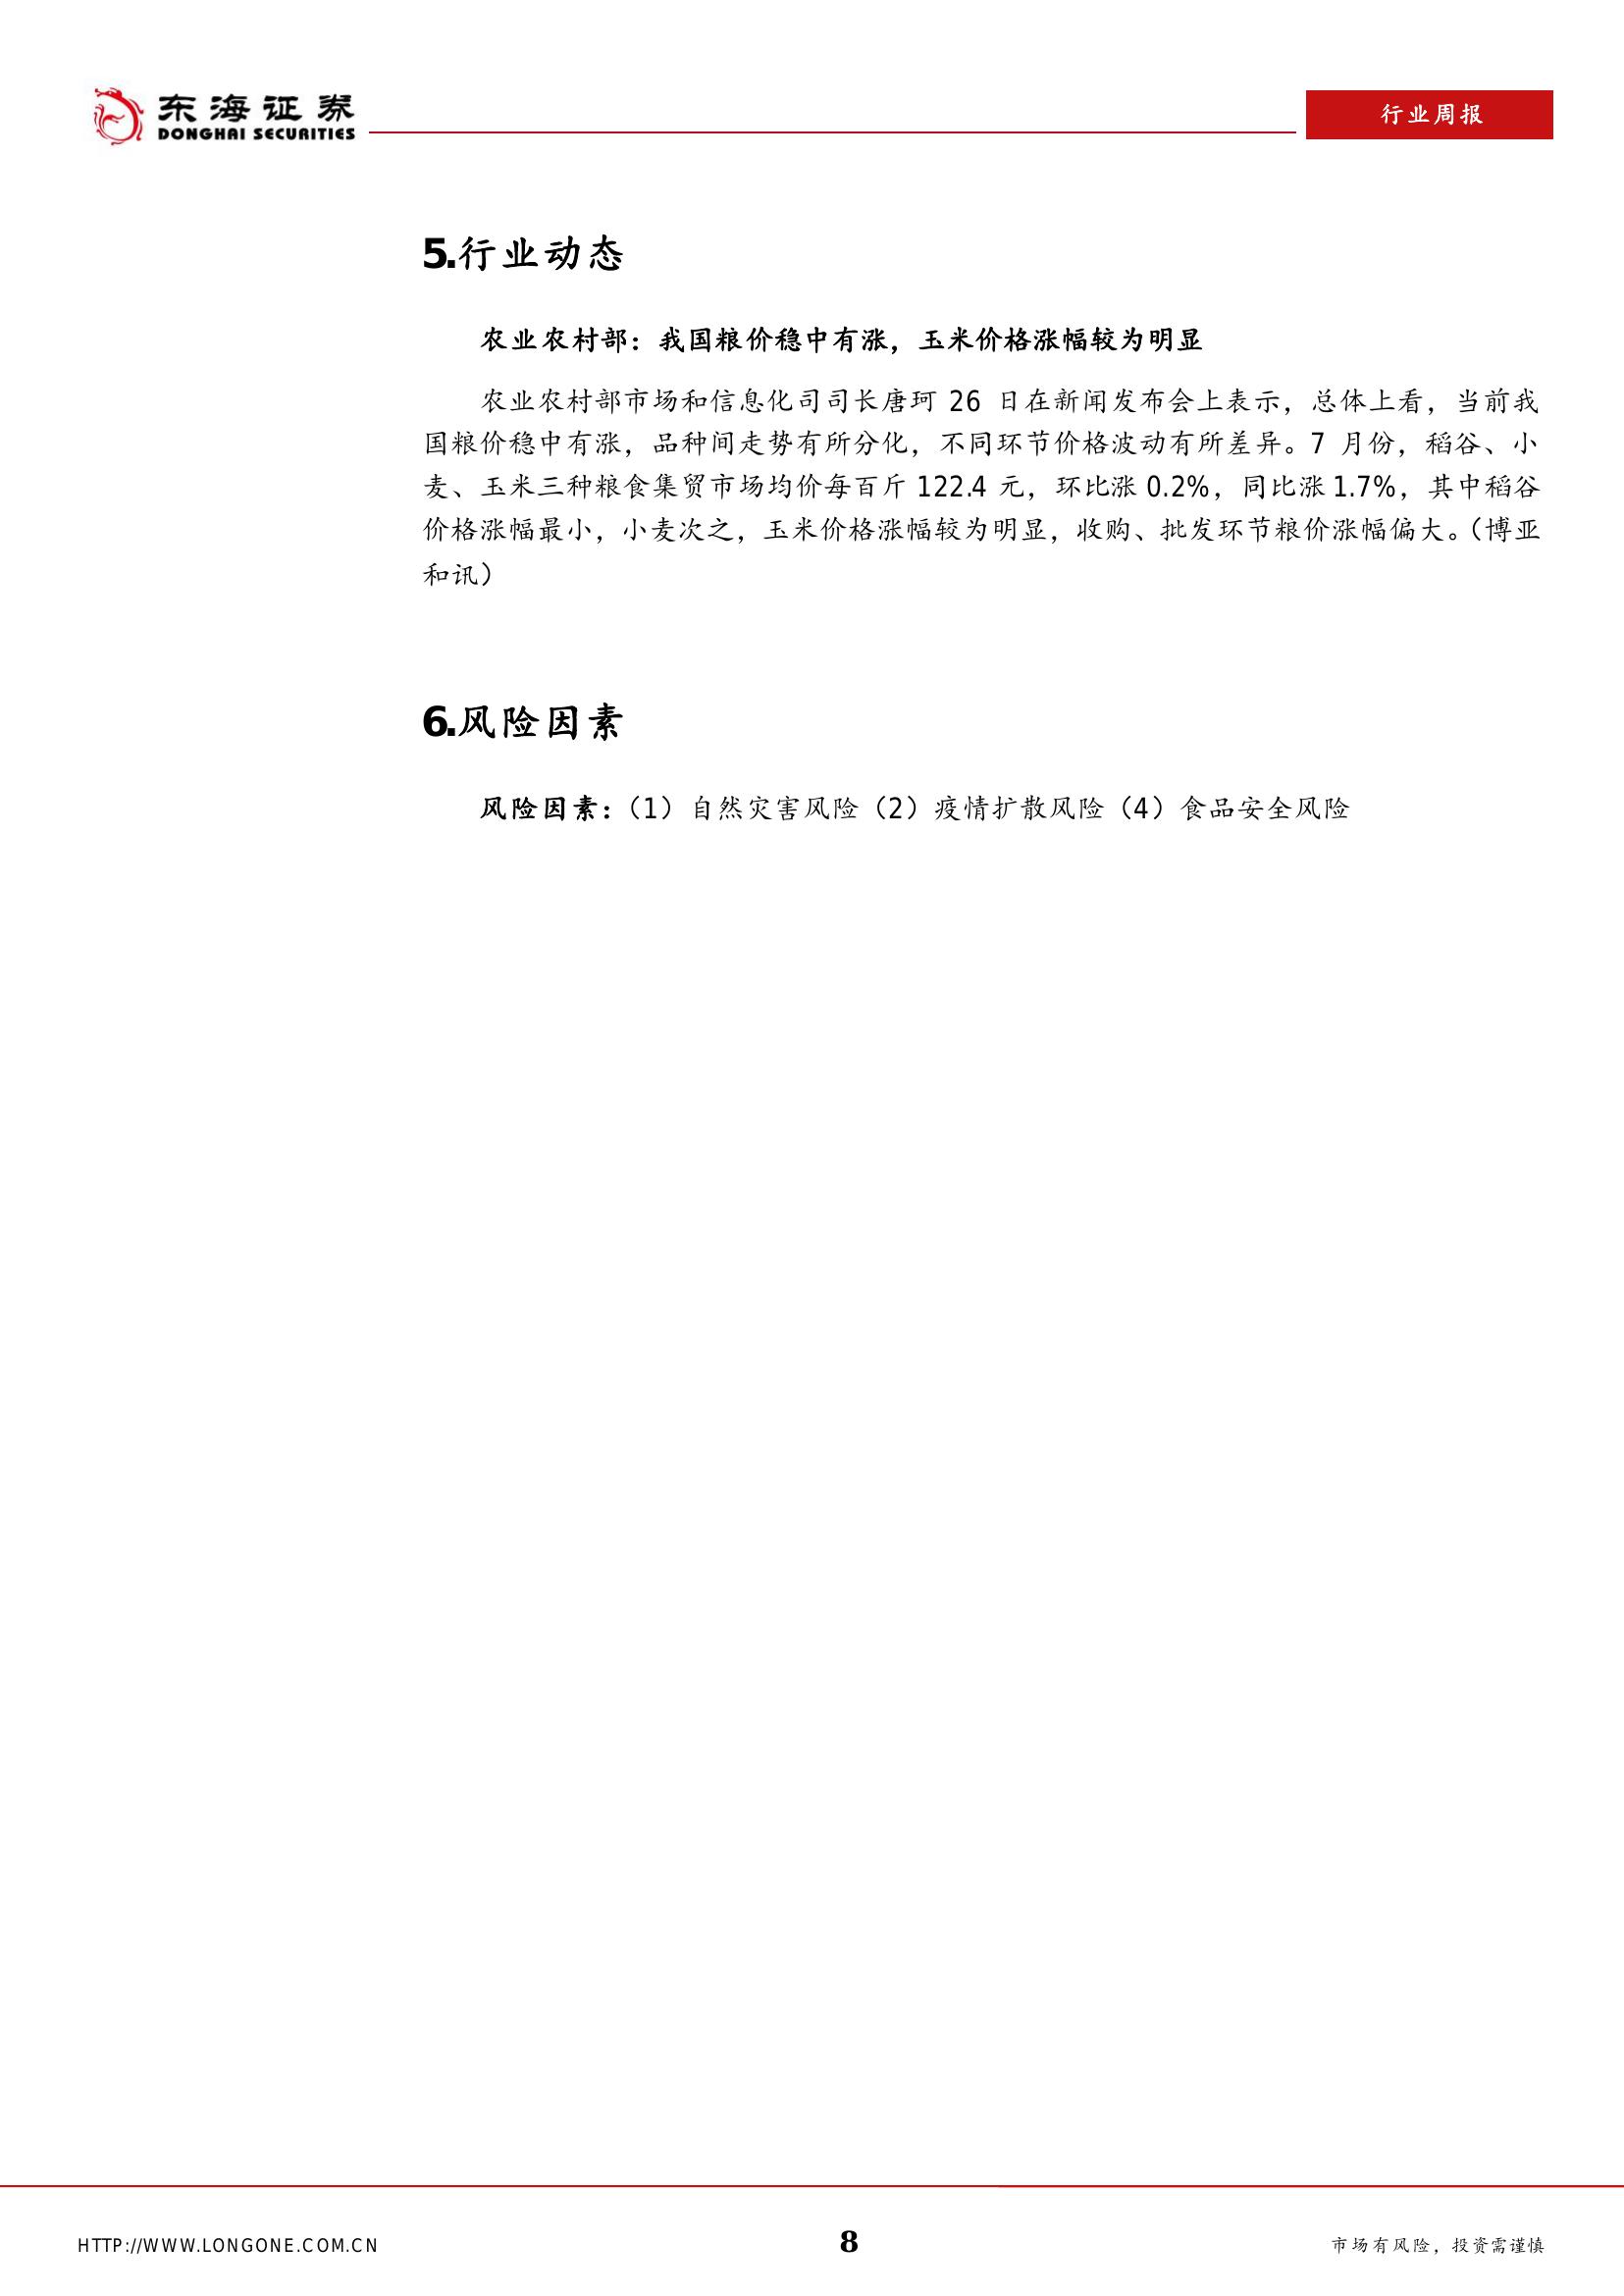 东海证券
DONGHAI SECURITIES
行业周报
5.行业动态
农业农村部：我国粮价稳中有涨，玉米价格涨幅较为明显
农业农村部市场和信息化司司长唐珂 26 日在新闻发布会上表示，总体上看，当前我
国粮价稳中有涨，品种间走势有所分化，不同环节价格波动有所差异。7 月份，稻谷、小
麦、玉米三种粮食集贸市场均价每百斤 122.4 元，环比涨 0.2%，同比涨 1.7%，其中稻谷
价格涨幅最小，小麦次之，玉米价格涨幅较为明显，收购、批发环节粮价涨幅偏大。（博亚
和讯）
6.风险因素
风险因素：（1）自然灾害风险（2）疫情扩散风险（4）食品安全风险
HTTP://WWW.LONGONE.COM.CN
8
市场有风险，投资需谨慎